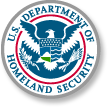 U.S. DEPARTMENT OF
HOMELAND SECURITY